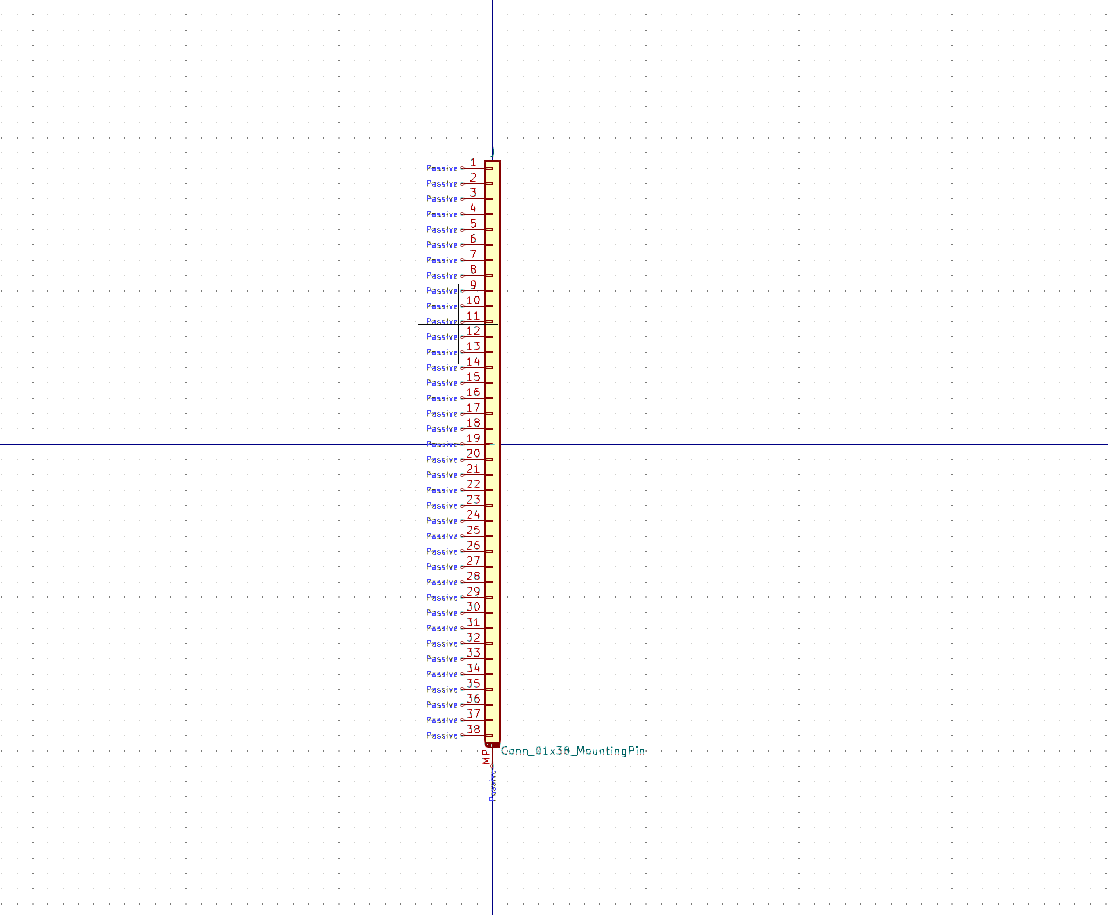 J
Passive 1
Passive 2
Passive 3
Passive 4
Passive 5
Passive 6
Passive 7
Passive 8
Passive 9
Passive 10
Passive 11
Passive 12
Passive 13
Passive 14
Passive 15
Passive 16
Passive 17
Passive 18
Passive 19
Passive 20
Passive 21
Passive 22
Passive 23
Passive 24
Passive 25
Passive 26
Passive 27
Passive 28
Passive 29
Passive 30
Passive 31
Passive 32
Passive 33
Passive 34
Passive 35
Passive 36
Passive 37
Passive 38
Conn_01x38_MountingPin
MP
Passive